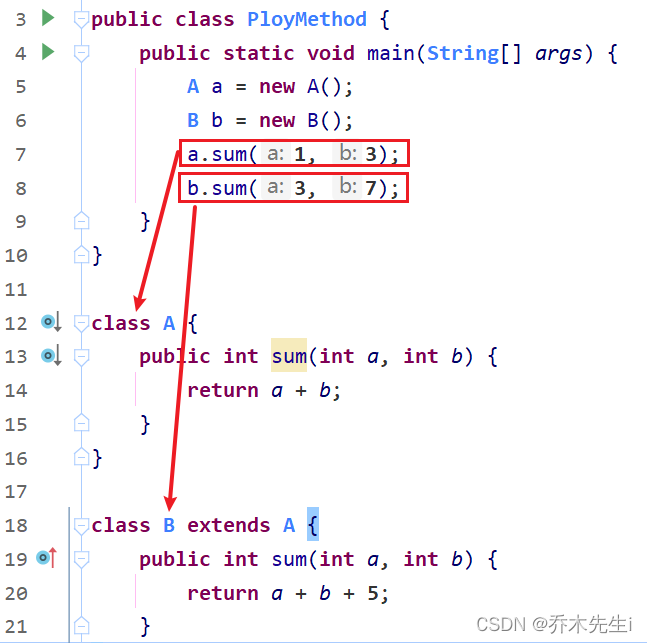 3 public class PloyMethod {
4 public static void main(String[] args) {
5 A a = new A();
6 B b = new B();
7 a.sum( a: 1, b: 3);
8 b.sum( a: 3, b: 7);
9 }
10 }
11
12 class A {
13 public int sum(int a, int b) {
14 return a + b;
15 }
16 }
17
18 class B extends A {
19 public int sum(int a, int b) {
20 return a + b + 5;
21 }
CSDN @乔木先生i